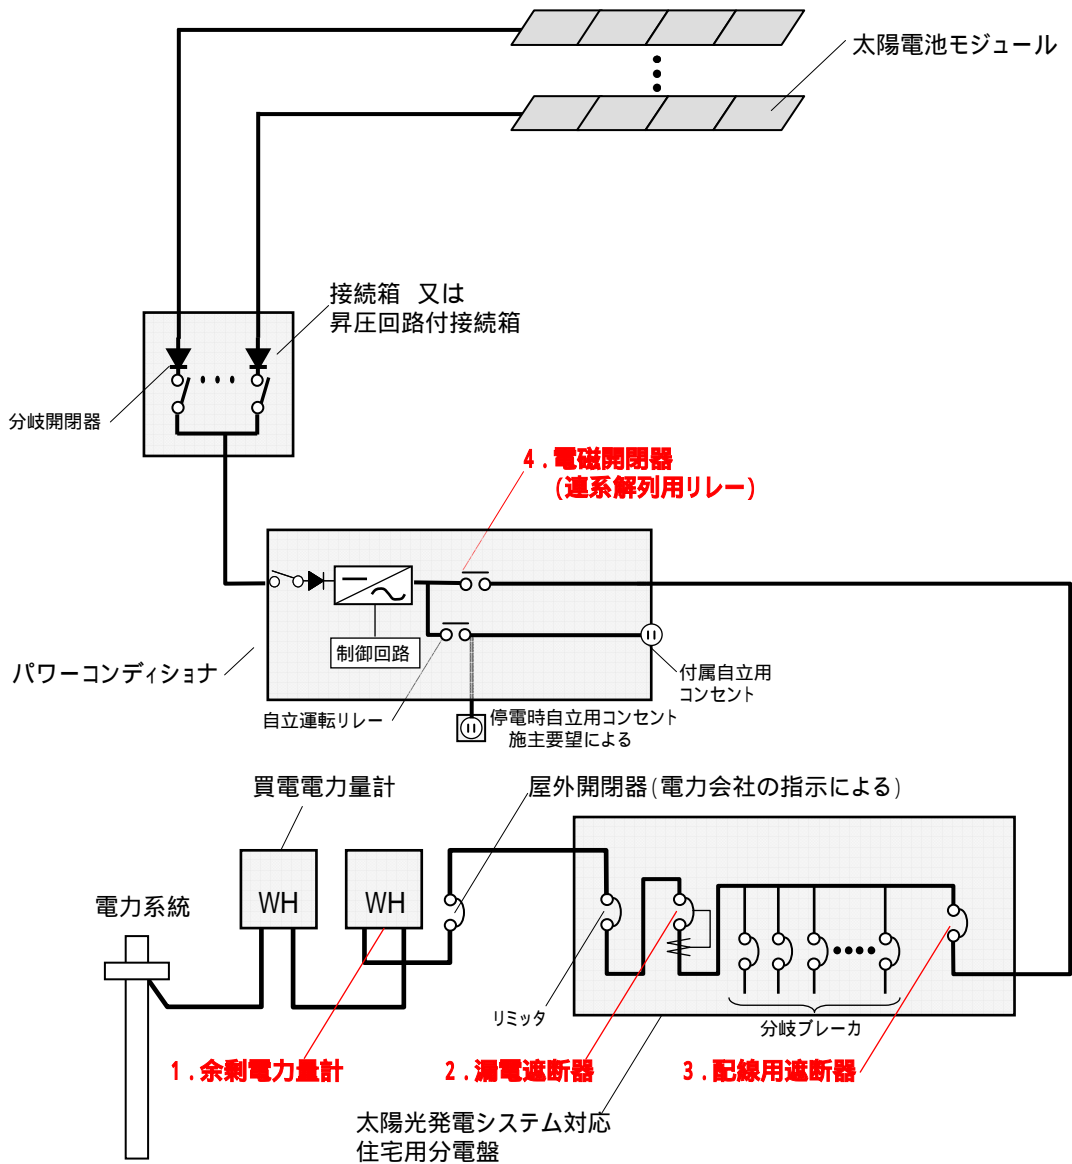 太陽電池モジュール
接続箱　又は
昇圧回路付接続箱
分岐開閉器
4．電磁開閉器
(連系解列用リレー)
制御回路
パワーコンディショナ
付属自立用
コンセント
自立運転リレー
停電時自立用コンセント
施主要望による
買電電力量計
屋外開閉器(電力会社の指示による)
WH
WH
電力系統
リミッタ
分岐ブレーカ
1．余剰電力量計
2．漏電遮断器
3．配線用遮断器
太陽光発電システム対応
住宅用分電盤